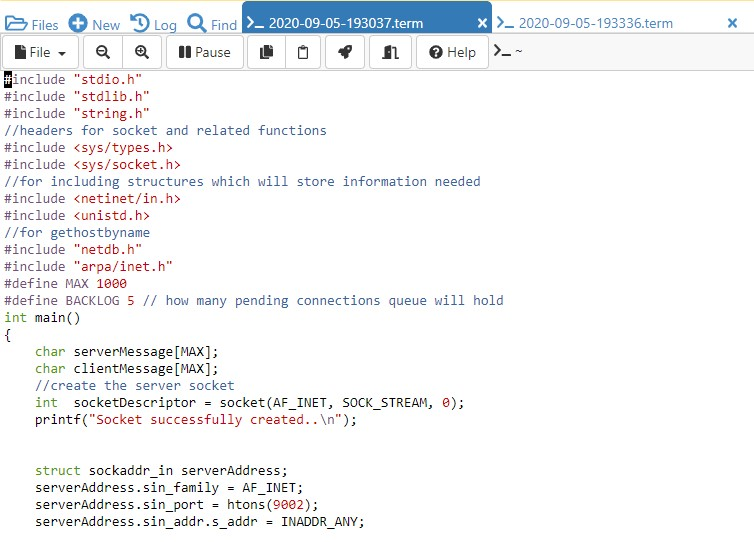 Files New Log Find 2020-09-05-193037.term 2020-09-05-193336.term
File Pause Help ~
#include "stdio.h"
#include "stdlib.h"
#include "string.h"
//headers for socket and related functions
#include <sys/types.h>
#include <sys/socket.h>
//for including structures which will store information needed
#include <netinet/in.h>
#include <unistd.h>
//for gethostbyname
#include "netdb.h"
#include "arpa/inet.h"
#define MAX 1000
#define BACKLOG 5 // how many pending connections queue will hold
int main()
{
    char serverMessage[MAX];
    char clientMessage[MAX];
    //create the server socket
    int  socketDescriptor = socket(AF_INET, SOCK_STREAM, 0);
    printf("Socket successfully created..\n");
    struct sockaddr_in serverAddress;
    serverAddress.sin_family = AF_INET;
    serverAddress.sin_port = htons(9002);
    serverAddress.sin_addr.s_addr = INADDR_ANY;